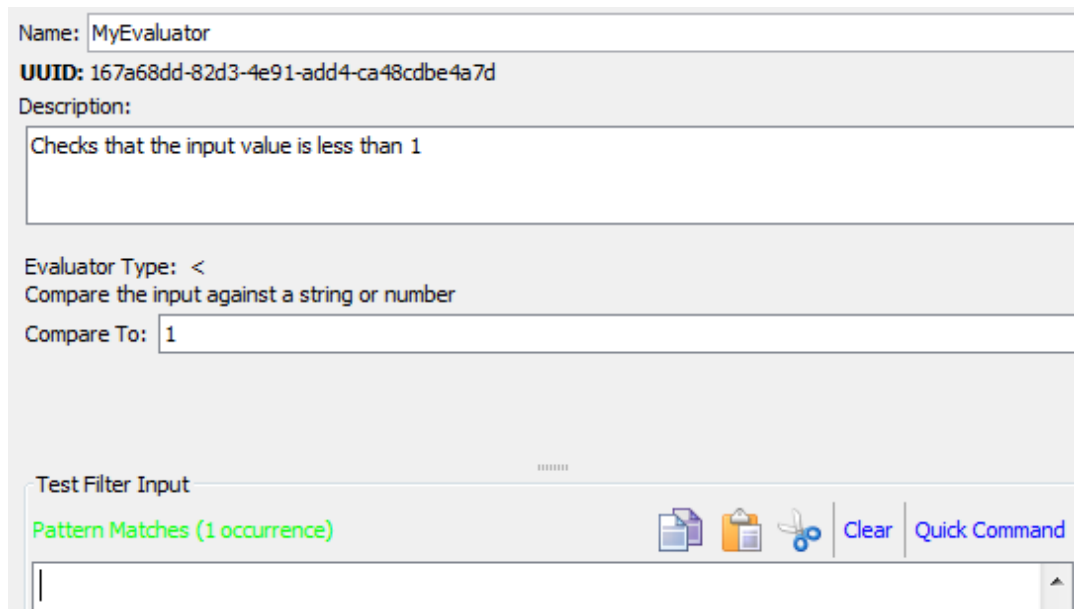 Name: MyEvaluator
UUID: 167a68dd-82d3-4e91-add4-ca48cdbe4a7d
Description:
Checks that the input value is less than 1
Evaluator Type: <
Compare the input against a string or number
Compare To: 1
Test Filter Input
Pattern Matches (1 occurrence) Clear Quick Command